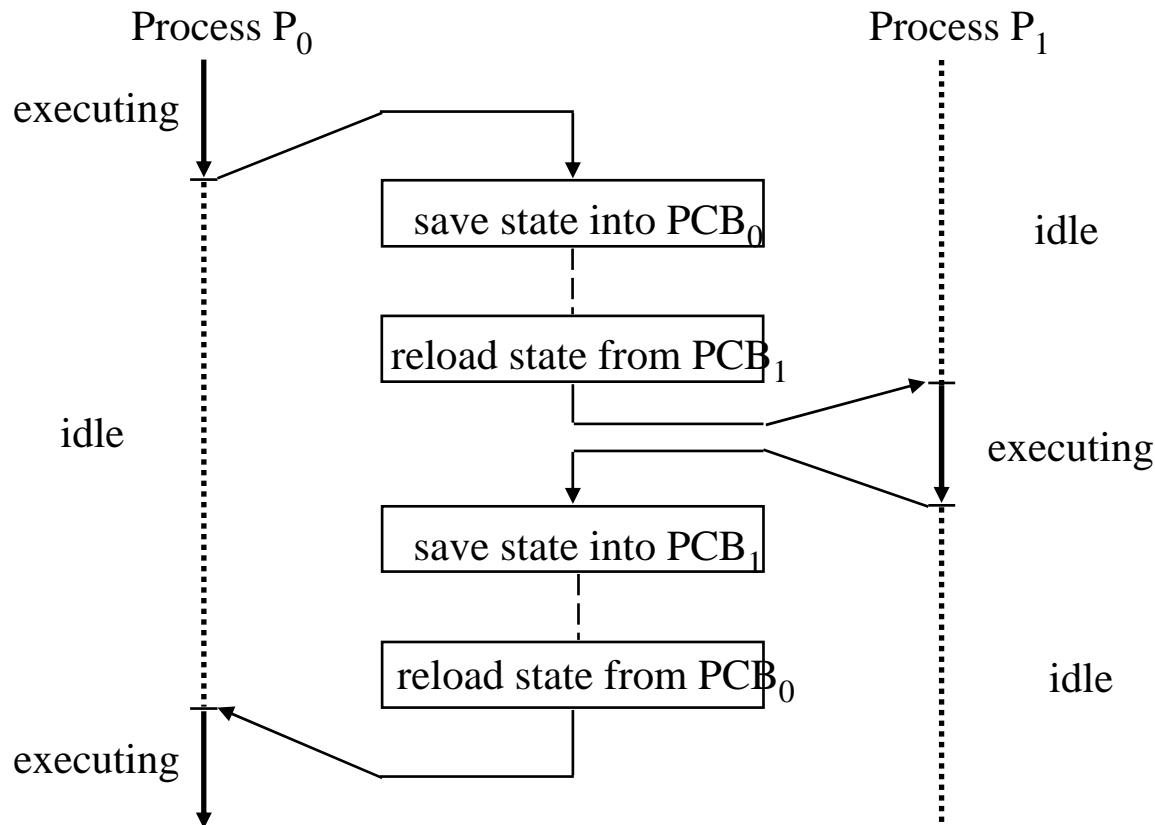 Process P0 Process P1
executing
save state into PCB0
idle
reload state from PCB1
idle
executing
save state into PCB1
reload state from PCB0
idle
executing